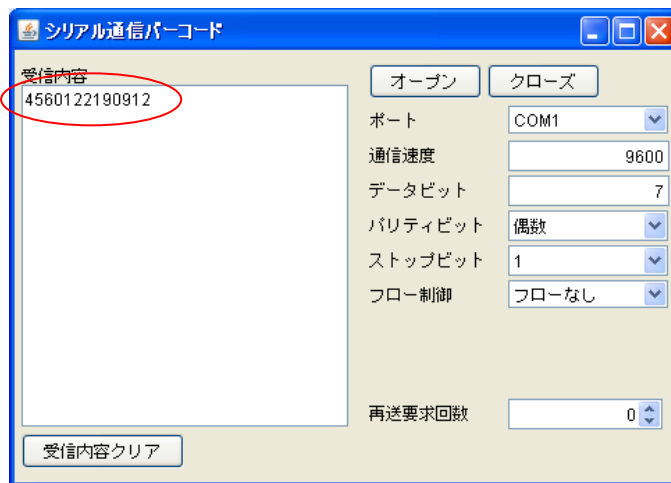 シリアル通信バーコード
受信内容
4560122190912
オープン クローズ
ポート COM1
通信速度 9600
データビット 7
パリティビット 偶数
ストップビット 1
フロー制御 フローなし
再送要求回数 0
受信内容クリア